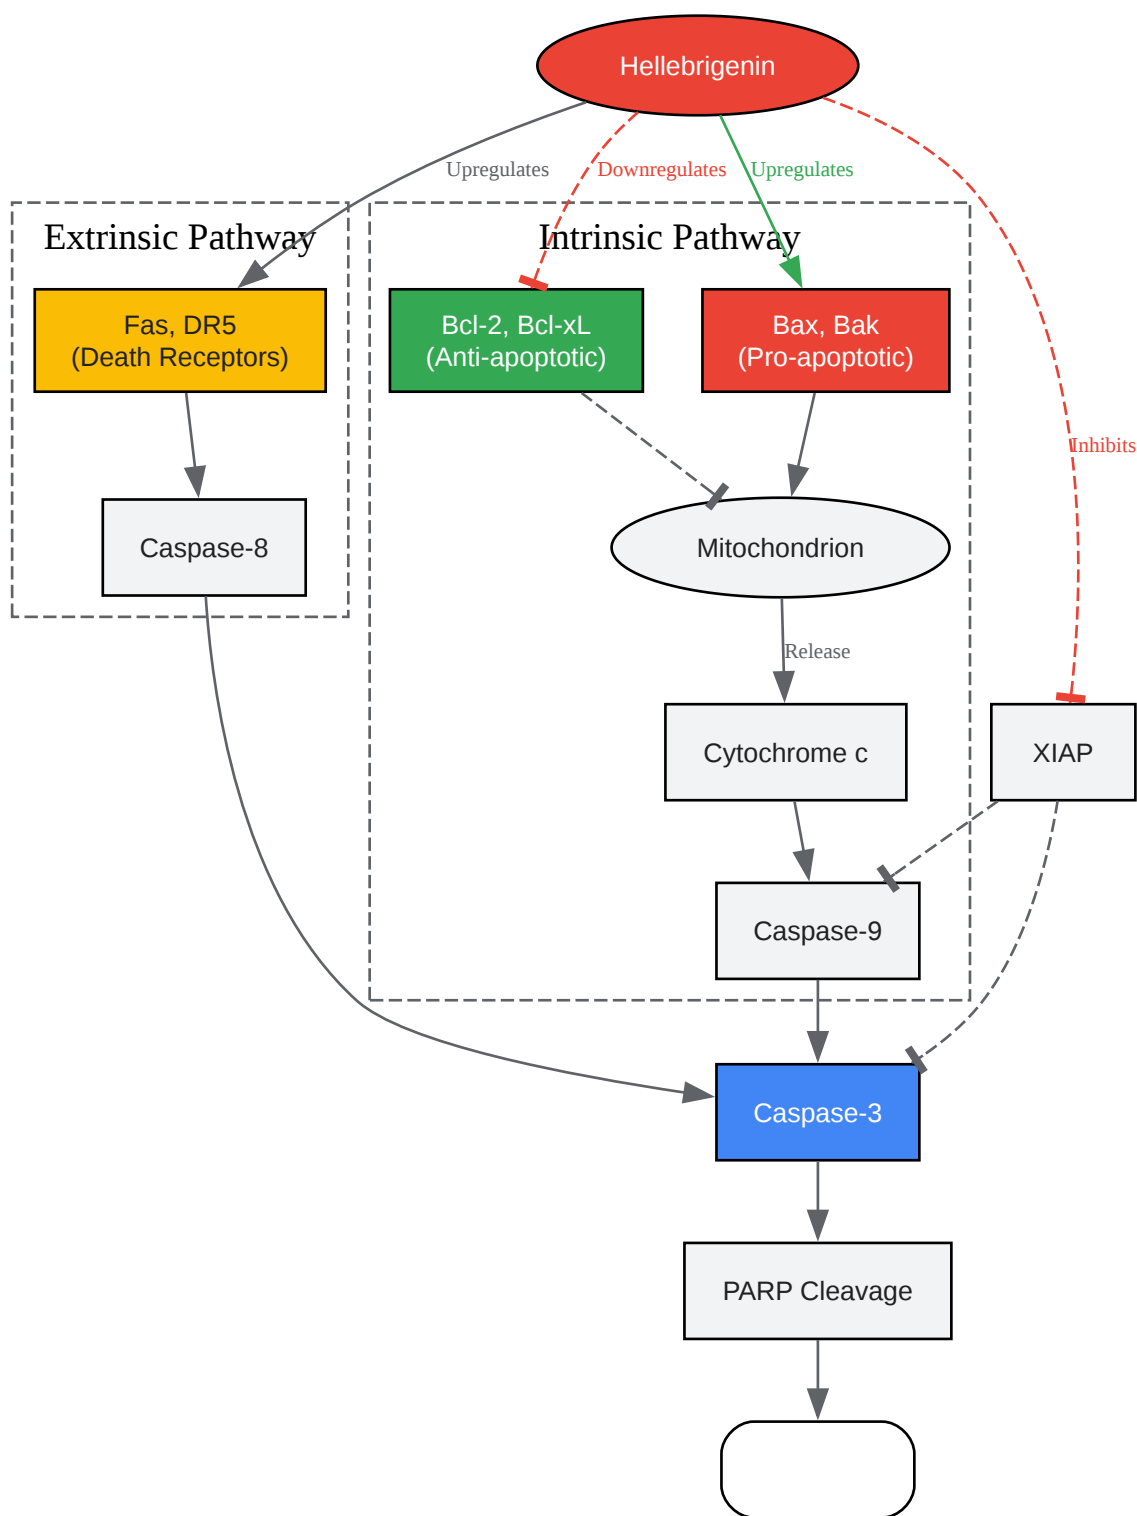 Hellebrigenin
Upregulates
Downregulates
Upregulates
Extrinsic Pathway
Intrinsic Pathway
Fas, DR5
(Death Receptors)
Bcl-2, Bcl-xL
(Anti-apoptotic)
Bax, Bak
(Pro-apoptotic)
Inhibits
Caspase-8
Mitochondrion
Release
Cytochrome c
XIAP
Caspase-9
Caspase-3
PARP Cleavage